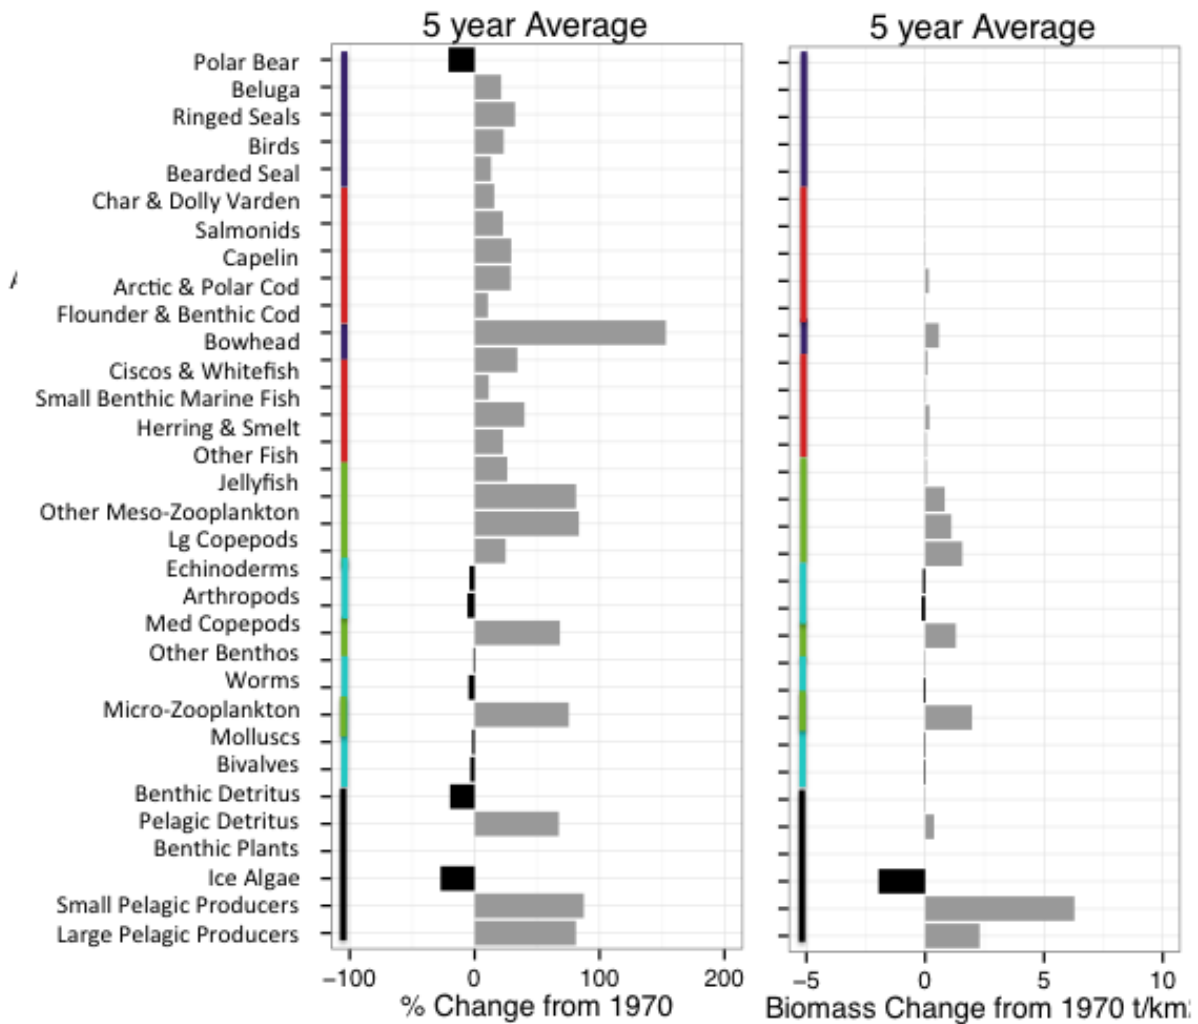 5 year Average
5 year Average
Polar Bear
Beluga
Ringed Seals
Birds
Bearded Seal
Char & Dolly Varden
Salmonids
Capelin
Arctic & Polar Cod
Flounder & Benthic Cod
Bowhead
Ciscos & Whitefish
Small Benthic Marine Fish
Herring & Smelt
Other Fish
Jellyfish
Other Meso-Zooplankton
Lg Copepods
Echinoderms
Arthropods
Med Copepods
Other Benthos
Worms
Micro-Zooplankton
Molluscs
Bivalves
Benthic Detritus
Pelagic Detritus
Benthic Plants
Ice Algae
Small Pelagic Producers
Large Pelagic Producers
−100 0 100 200
% Change from 1970
−5 0 5 10
Biomass Change from 1970 t/km